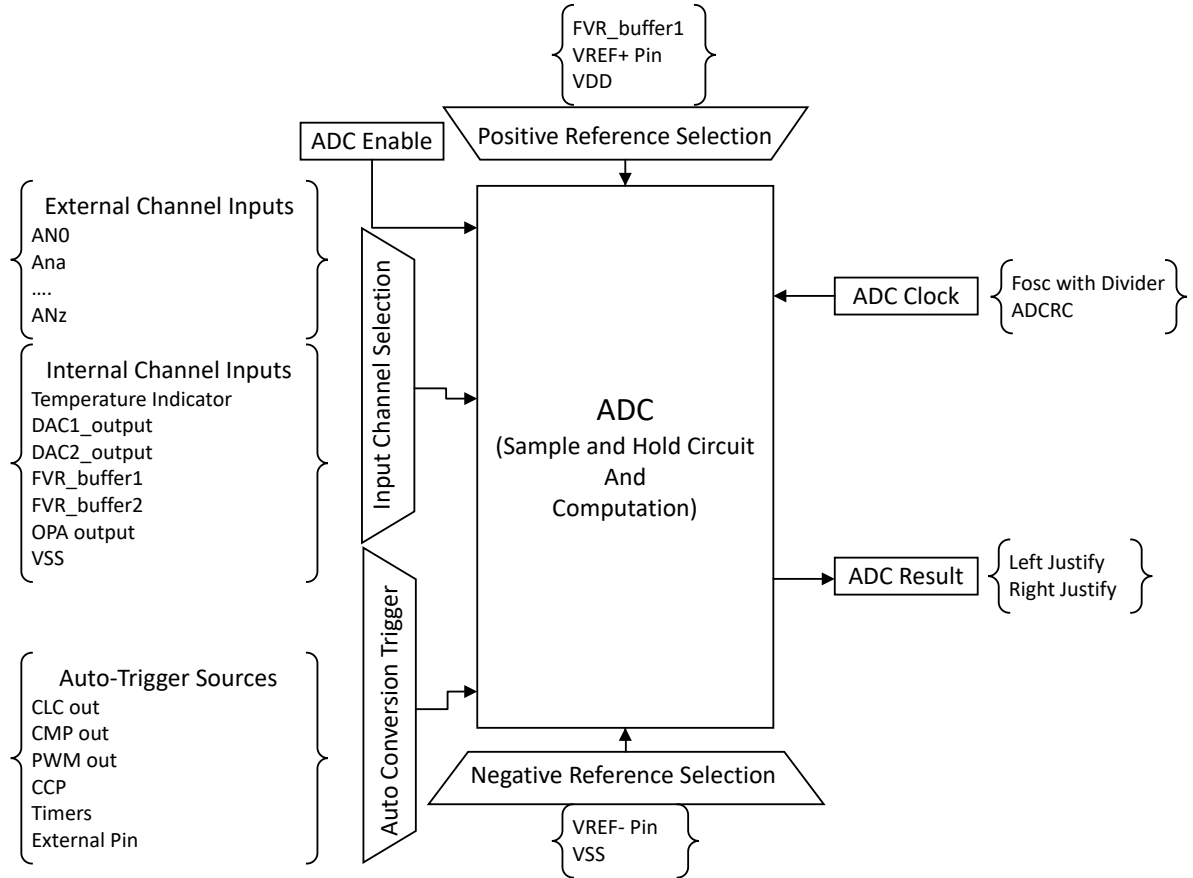 FVR_buffer1
VREF+ Pin
VDD
Positive Reference Selection
ADC Enable
External Channel Inputs
AN0
Ana
....
ANz
Internal Channel Inputs
Temperature Indicator
DAC1_output
DAC2_output
FVR_buffer1
FVR_buffer2
OPA output
VSS
Input Channel Selection
Auto-Trigger Sources
CLC out
CMP out
PWM out
CCP
Timers
External Pin
Auto Conversion Trigger
ADC
(Sample and Hold Circuit
And
Computation)
ADC Clock
Fosc with Divider
ADCRC
ADC Result
Left Justify
Right Justify
Negative Reference Selection
VREF- Pin
VSS